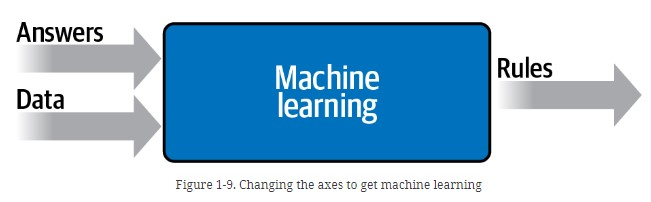 Answers
Data
Machine
learning
Rules
Figure 1-9. Changing the axes to get machine learning